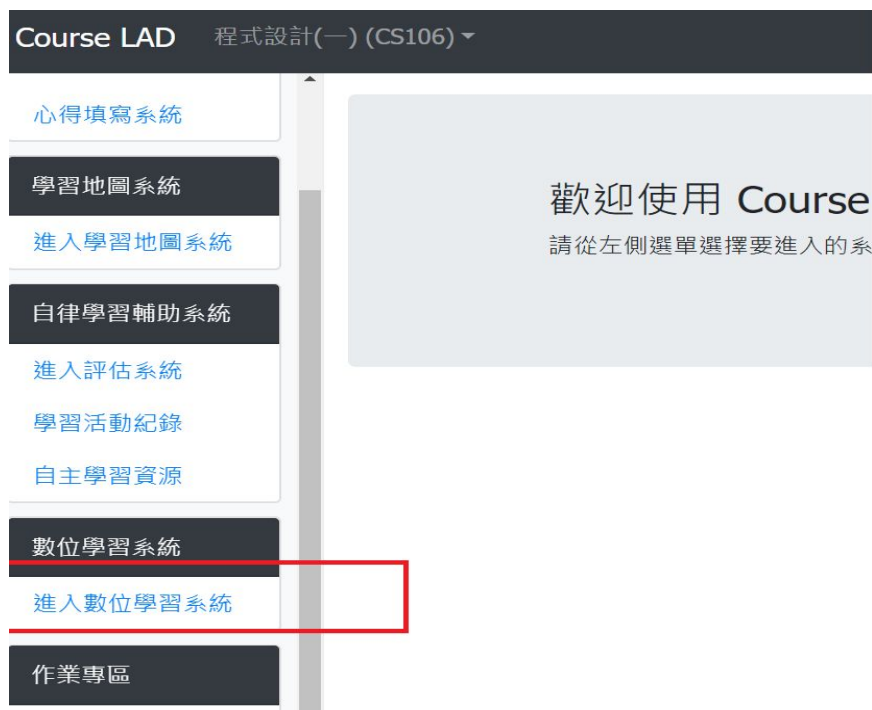 Course LAD 程式設計(一) (CS106)
心得填寫系統
學習地圖系統
進入學習地圖系統
自律學習輔助系統
進入評估系統
學習活動紀錄
自主學習資源
數位學習系統
進入數位學習系統
作業專區
歡迎使用 Course
請從左側選單選擇要進入的系